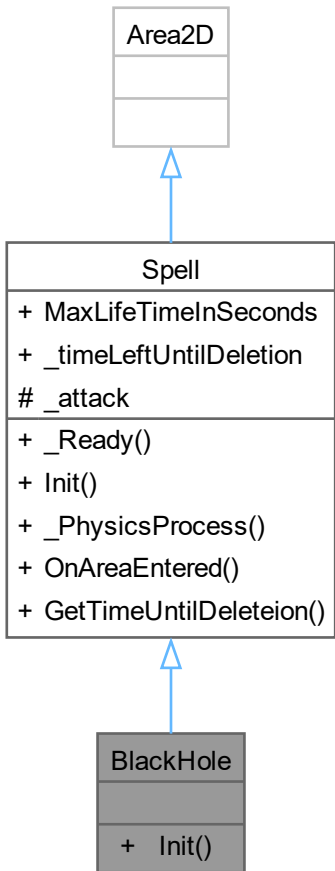 Area2D
Spell
+ MaxLifeTimeInSeconds
+ _timeLeftUntilDeletion
# _attack
+ _Ready()
+ Init()
+ _PhysicsProcess()
+ OnAreaEntered()
+ GetTimeUntilDeleteion()
BlackHole
+ Init()